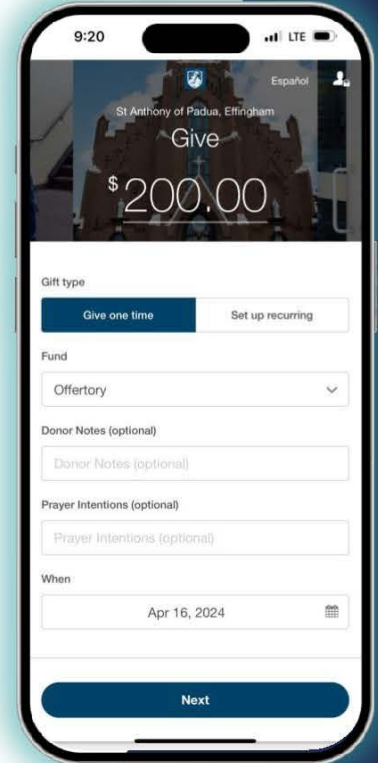 9:20
LTE
Español
St Anthony of Padua, Effingham
Give
$200.00
Gift type
Give one time
Set up recurring
Fund
Offertory
Donor Notes (optional)
Donor Notes (optional)
Prayer Intentions (optional)
Prayer Intentions (optional)
When
Apr 16, 2024
Next